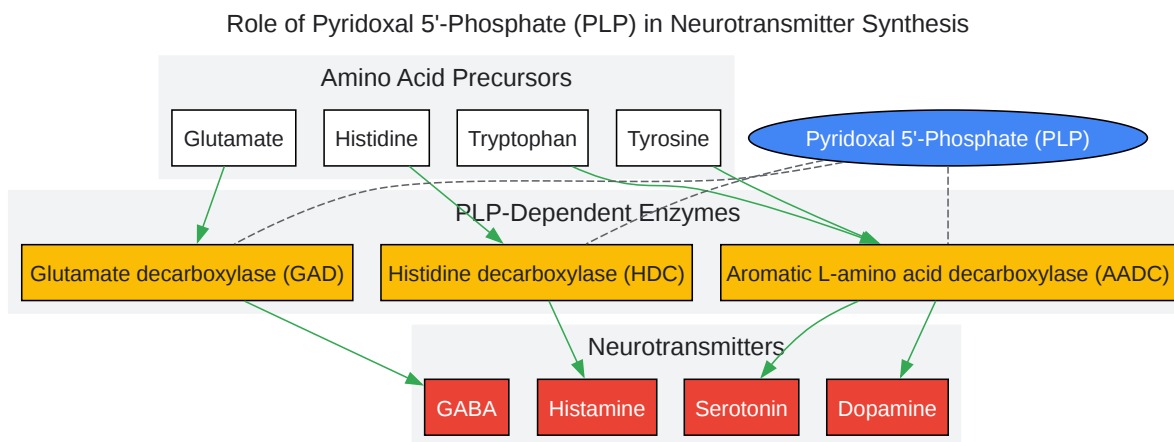 Role of Pyridoxal 5'-Phosphate (PLP) in Neurotransmitter Synthesis
Amino Acid Precursors
Glutamate
Histidine
Tryptophan
Tyrosine
Pyridoxal 5'-Phosphate (PLP)
PLP-Dependent Enzymes
Glutamate decarboxylase (GAD)
Histidine decarboxylase (HDC)
Aromatic L-amino acid decarboxylase (AADC)
Neurotransmitters
GABA
Histamine
Serotonin
Dopamine